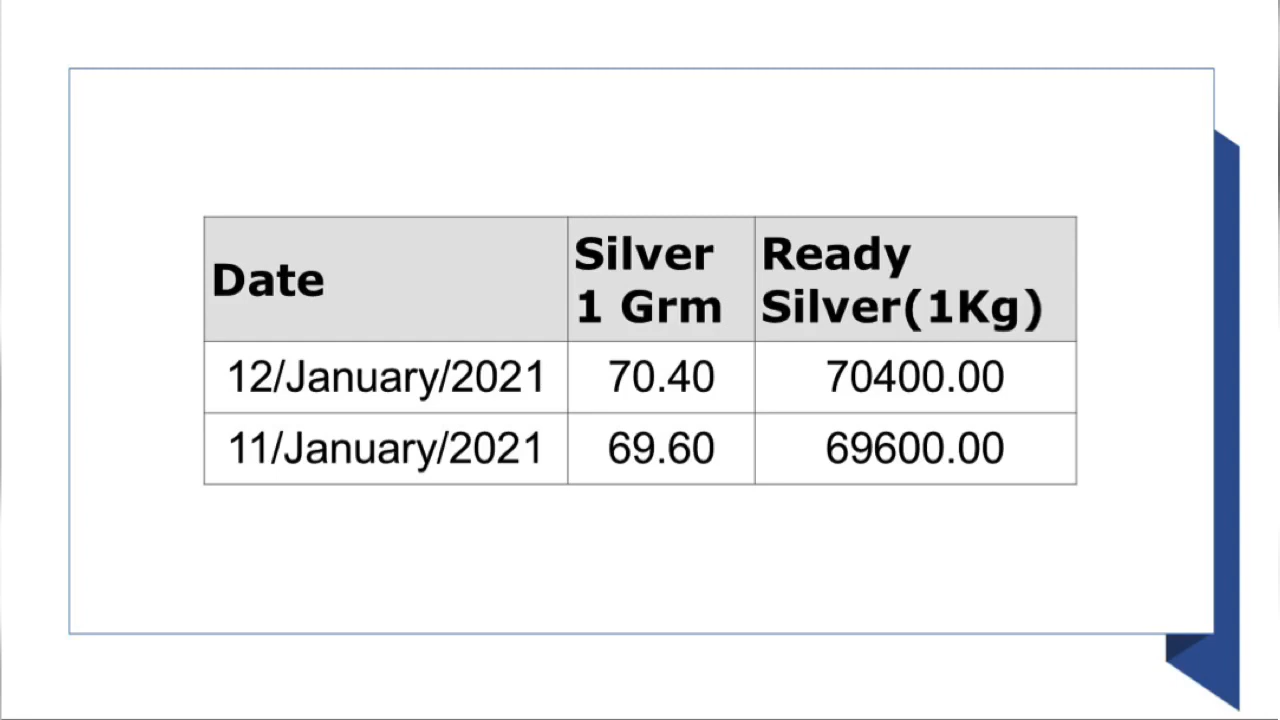 Date
Silver
1 Grm
Ready
Silver(1Kg)
12/January/2021 70.40 70400.00
11/January/2021 69.60 69600.00